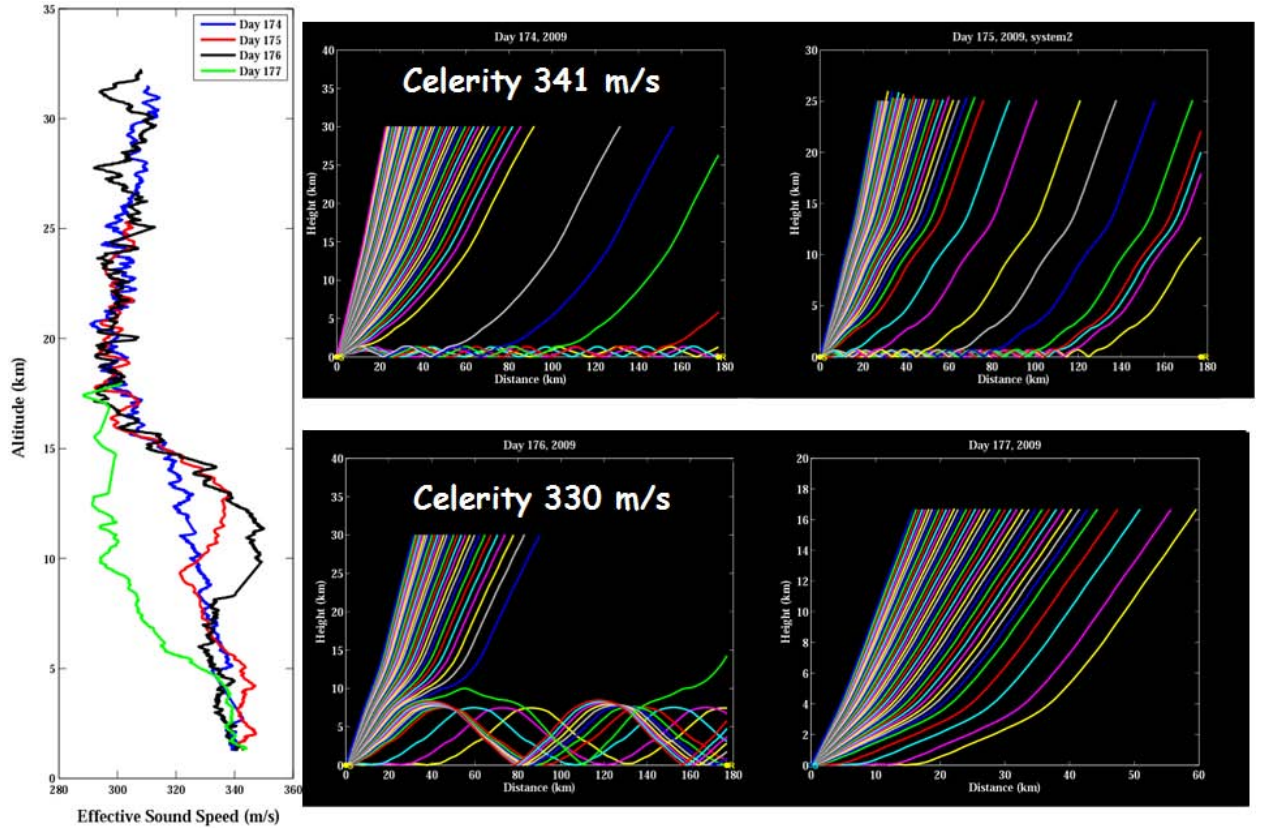 35
30
25
20
15
10
5
0
280
300
320
340
360
Altitude (km)
Effective Sound Speed (m/s)
Day 174
Day 175
Day 176
Day 177
Day 174, 2009
Celerity 341 m/s
40
35
30
25
20
15
10
5
0
Height (km)
0 20 40 60 80 100 120 140 160 180
Distance (km)
Day 175, 2009, system2
30
25
20
15
10
5
0
Height (km)
0 20 40 60 80 100 120 140 160 180
Distance (km)
Day 176, 2009
Celerity 330 m/s
40
35
30
25
20
15
10
5
0
Height (km)
0 20 40 60 80 100 120 140 160 180
Distance (km)
Day 177, 2009
20
18
16
14
12
10
8
6
4
2
0
Height (km)
0 10 20 30 40 50 60
Distance (km)